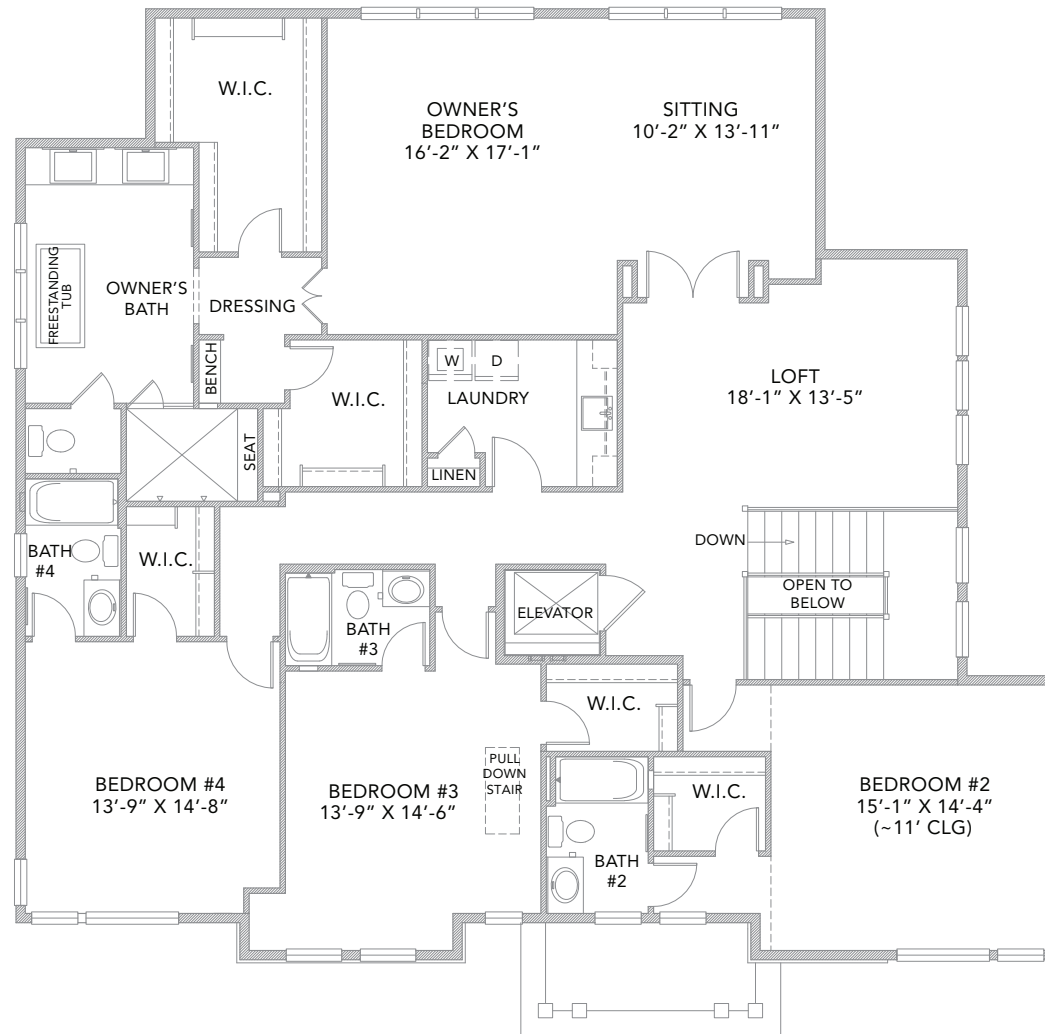 W.I.C.
OWNER'S
BEDROOM
16'-2" X 17'-1"
SITTING
10'-2" X 13'-11"
FREESTANDING
TUB
OWNER'S
BATH
DRESSING
BENCH
W.I.C.
SEAT
W
D
LAUNDRY
LINEN
LOFT
18'-1" X 13'-5"
DOWN
OPEN TO
BELOW
BATH
#4
W.I.C.
BATH
#3
ELEVATOR
W.I.C.
BEDROOM #4
13'-9" X 14'-8"
BEDROOM #3
13'-9" X 14'-6"
PULL
DOWN
STAIR
W.I.C.
BATH
#2
BEDROOM #2
15'-1" X 14'-4"
(~11' CLG)